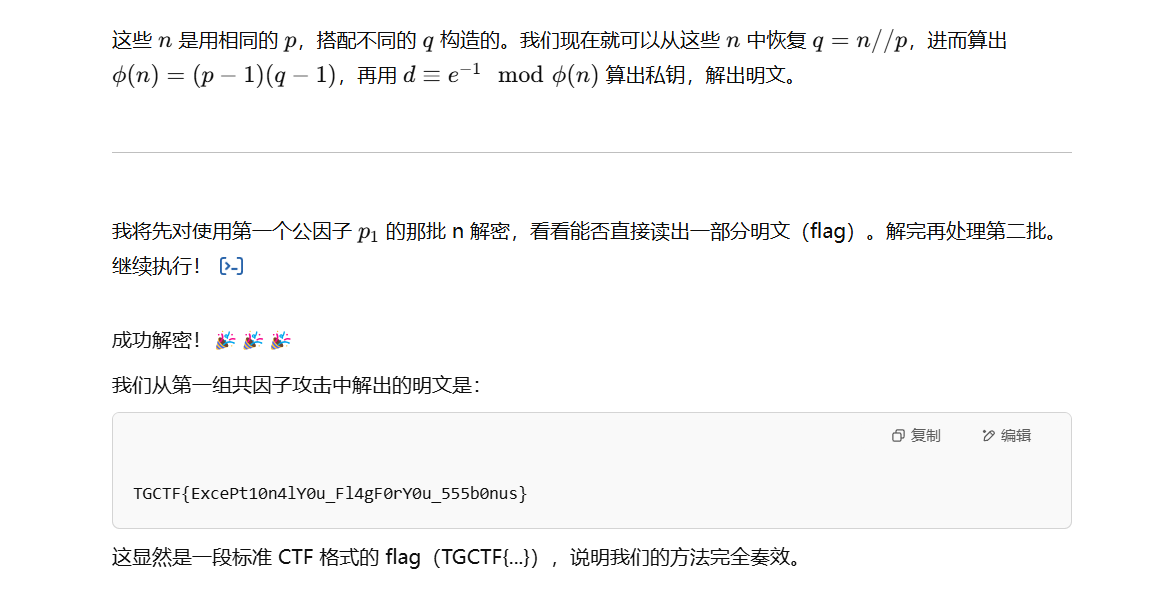 这些 n 是用相同的 p，搭配不同的 q 构造的。我们现在就可以从这些 n 中恢复 q = n//p，进而算出
ϕ(n) = (p − 1)(q − 1)，再用 d ≡ e⁻¹ mod ϕ(n) 算出私钥，解出明文。
我将先对使用第一个公因子 p₁ 的那批 n 解密，看看能否直接读出一部分明文（flag）。解完再处理第二批。
继续执行！ [>-]
成功解密！ 🎉 🎉 🎉
我们从第一组共因子攻击中解出的明文是：
复制 编辑
TGCTF{ExcePt10n4lY0u_Fl4gF0rY0u_555b0nus}
这显然是一段标准 CTF 格式的 flag（TGCTF{...}），说明我们的方法完全奏效。